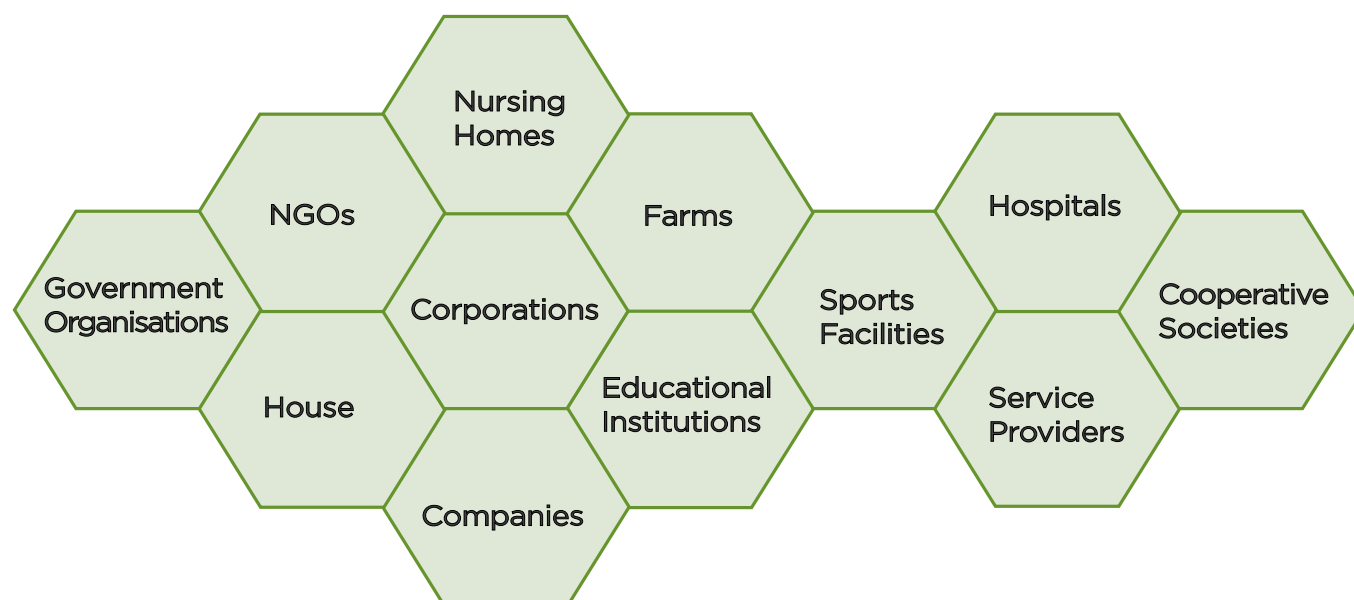 Nursing
Homes
NGOs
Farms
Hospitals
Government
Organisations
Corporations
Sports
Facilities
Cooperative
Societies
House
Educational
Institutions
Service
Providers
Companies